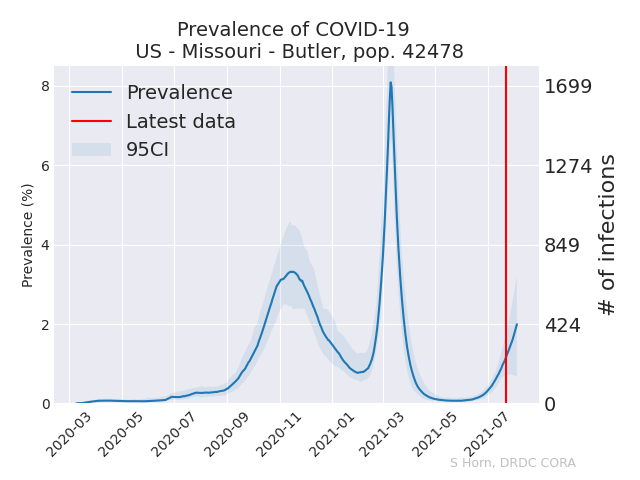 Prevalence of COVID-19
US - Missouri - Butler, pop. 42478
Prevalence
Latest data
95CI
Prevalence (%)
8
6
4
2
0
1699
1274
849
424
0
# of infections
2020-03
2020-05
2020-07
2020-09
2020-11
2021-01
2021-03
2021-05
2021-07
S Horn, DRDC CORA